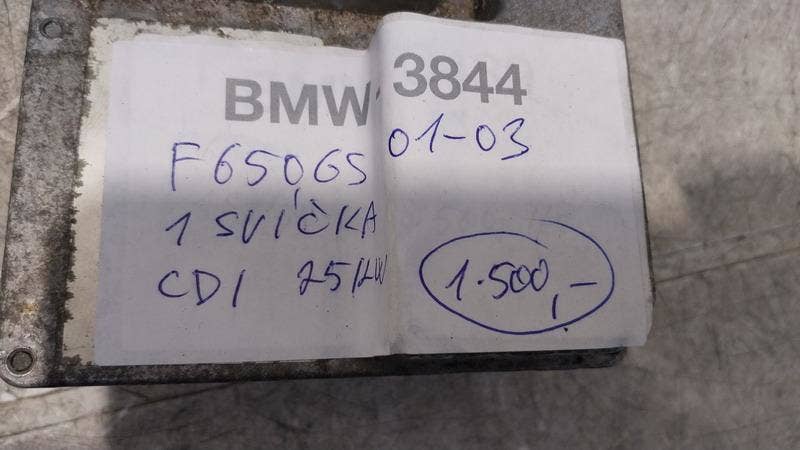 BMW-3844
F650GS 01-03
1 SVÍČKA
CDI 25KW
1.500,-